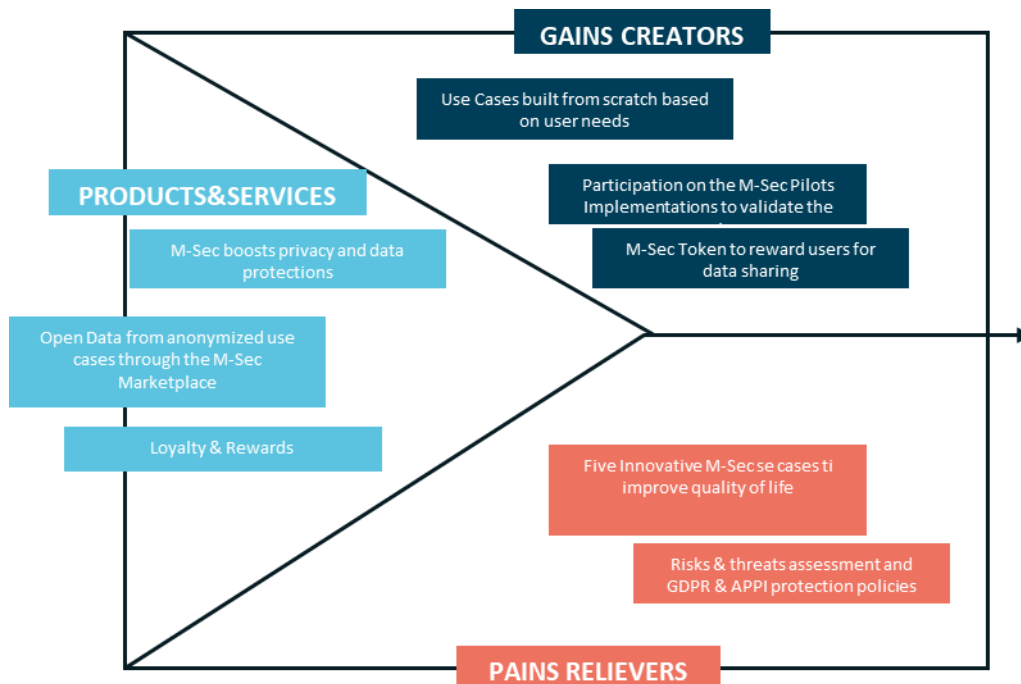 GAINS CREATORS
Use Cases built from scratch based
on user needs
Participation on the M-Sec Pilots
Implementations to validate the
M-Sec Token to reward users for
data sharing
PRODUCTS&SERVICES
M-Sec boosts privacy and data
protections
Open Data from anonymized use
cases through the M-Sec
Marketplace
Loyalty & Rewards
Five Innovative M-Sec se cases ti
improve quality of life
Risks & threats assessment and
GDPR & APPI protection policies
PAINS RELIEVERS